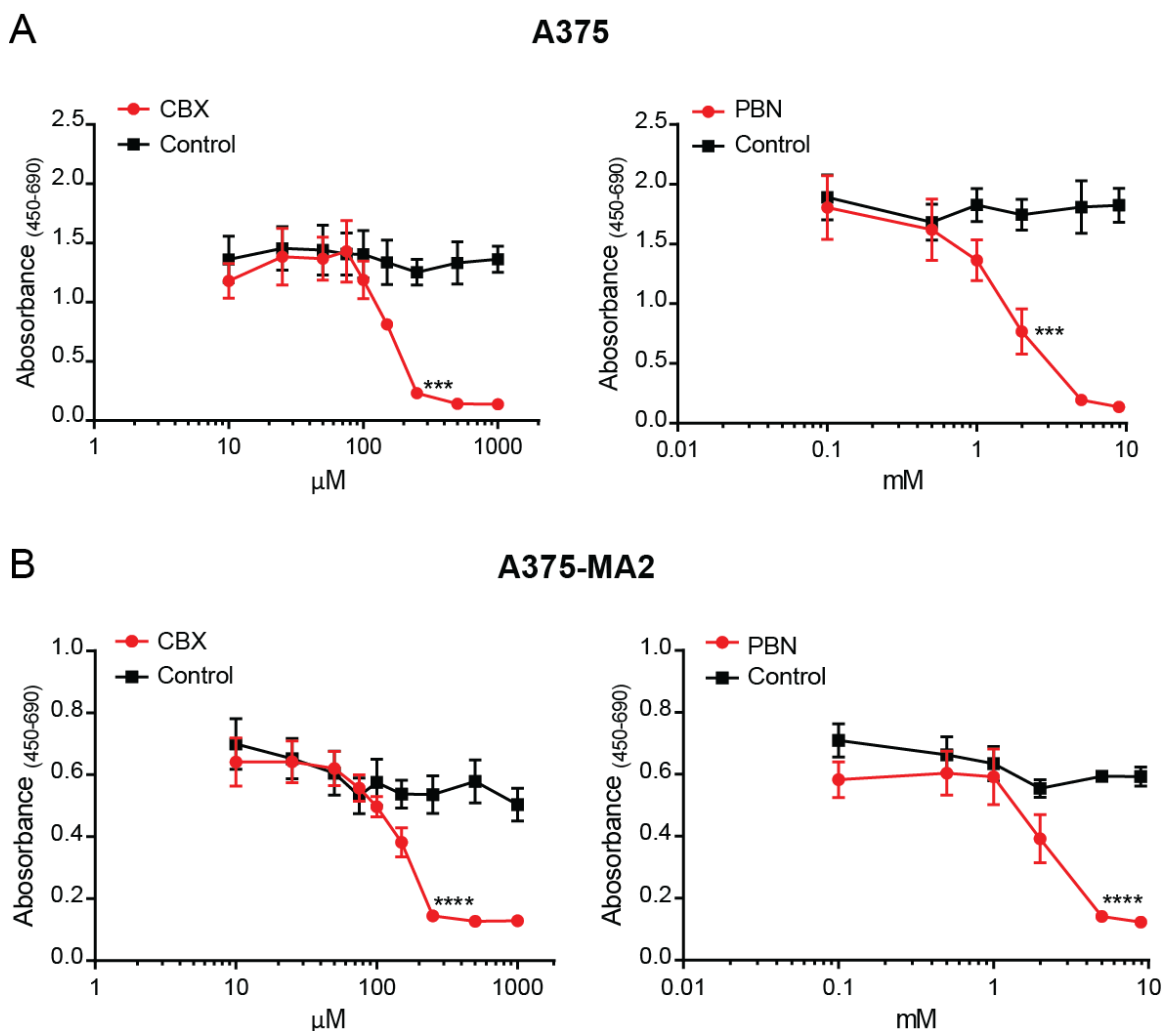 A
A375
CBX
Control
2.5
2.0
1.5
1.0
0.5
0.0
Abosorbance (450-690)
1 10 100 1000
µM
***
PBN
Control
2.5
2.0
1.5
1.0
0.5
0.0
Abosorbance (450-690)
0.01 0.1 1 10
mM
***
B
A375-MA2
CBX
Control
1.0
0.8
0.6
0.4
0.2
0.0
Abosorbance (450-690)
1 10 100 1000
µM
****
PBN
Control
1.0
0.8
0.6
0.4
0.2
0.0
Abosorbance (450-690)
0.01 0.1 1 10
mM
****